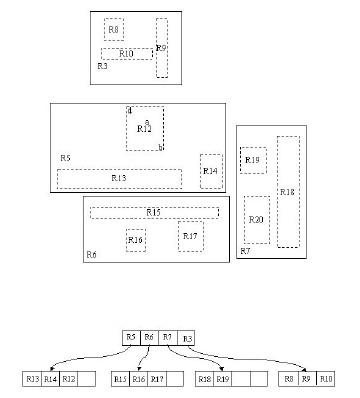 R8
R9
R10
R3
d
a
R12
b
R5
R14
R13
R19
R18
R15
R20
R16
R17
R6
R7
R5 R6 R7 R3
R13 R14 R12
R15 R16 R17
R18 R19
R8 R9 R10